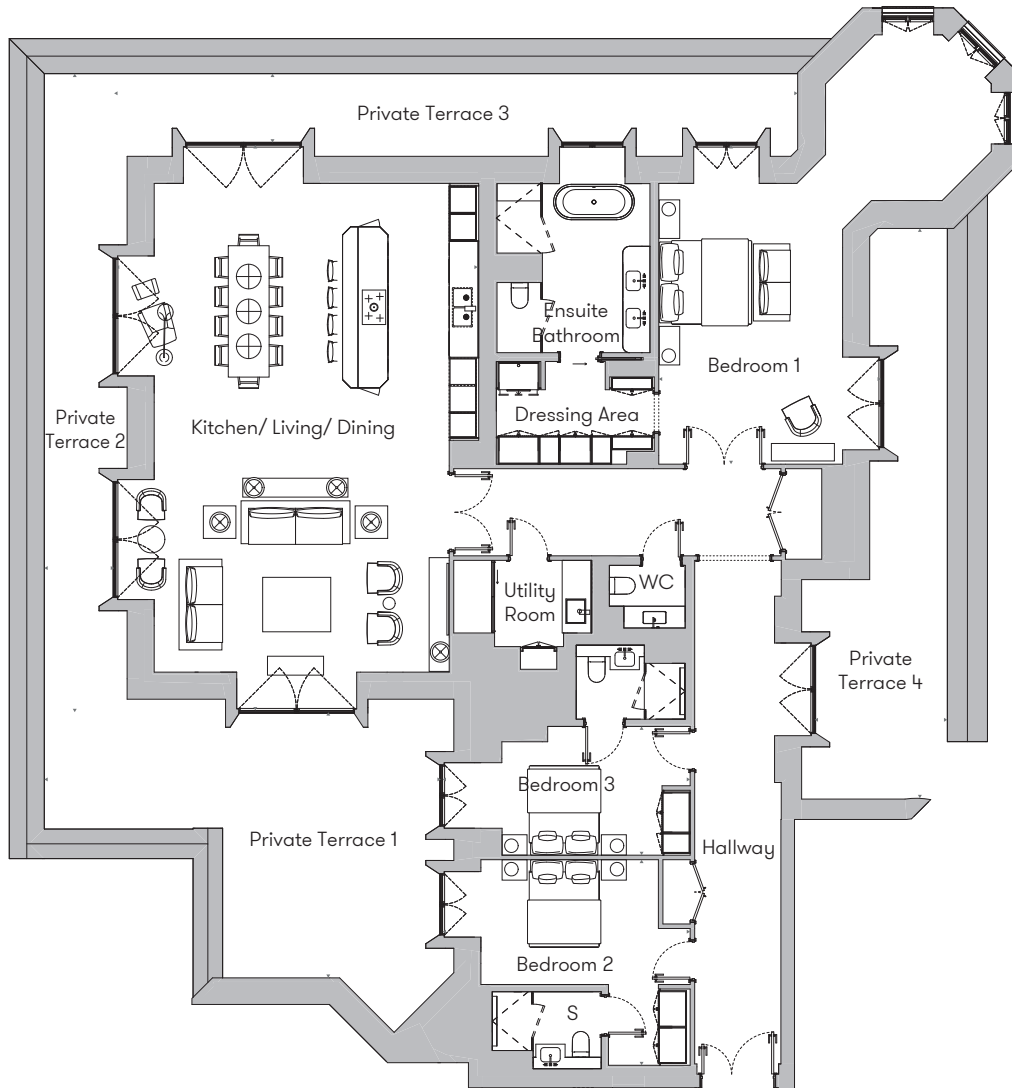 Private Terrace 3
Ensuite
Bathroom
Bedroom 1
Private
Terrace 2
Kitchen/ Living/ Dining
Dressing Area
Utility
Room
WC
Private
Terrace 4
Bedroom 3
Private Terrace 1
Hallway
Bedroom 2
S